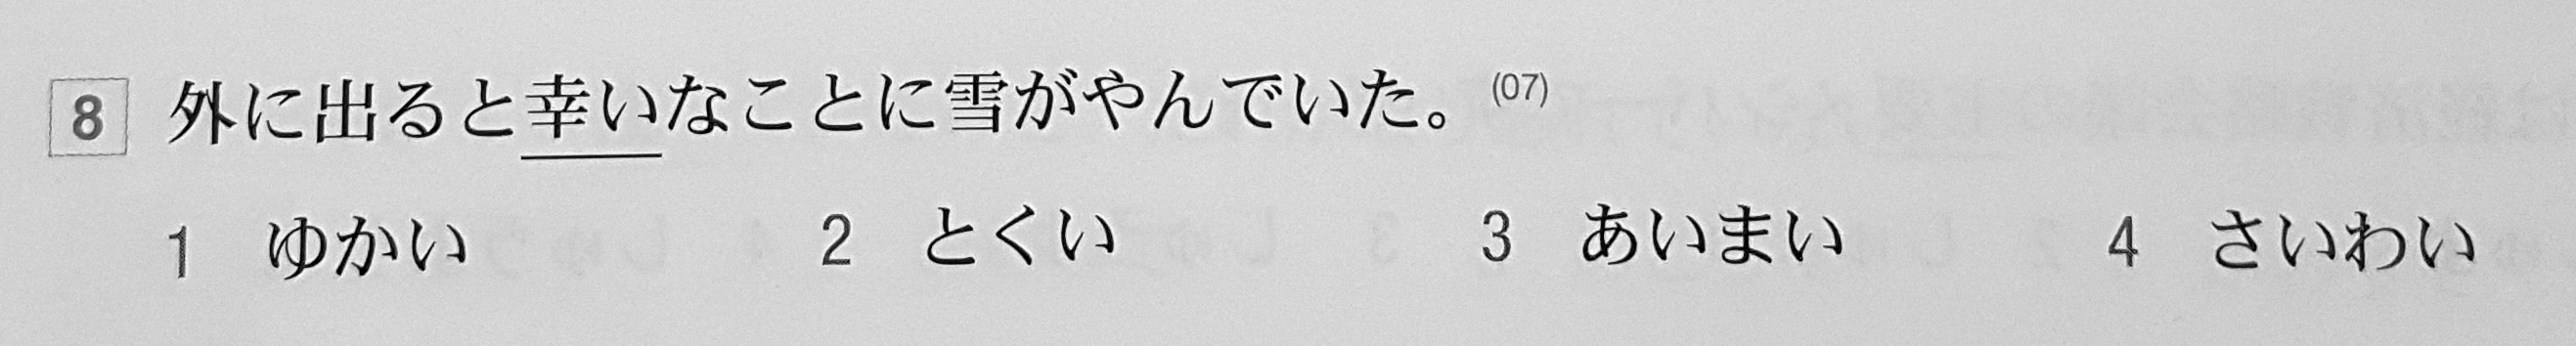 8 外に出ると幸いなことに雪がやんでいた。(07)
1 ゆかい 2 とくい 3 あいまい 4 さいわい